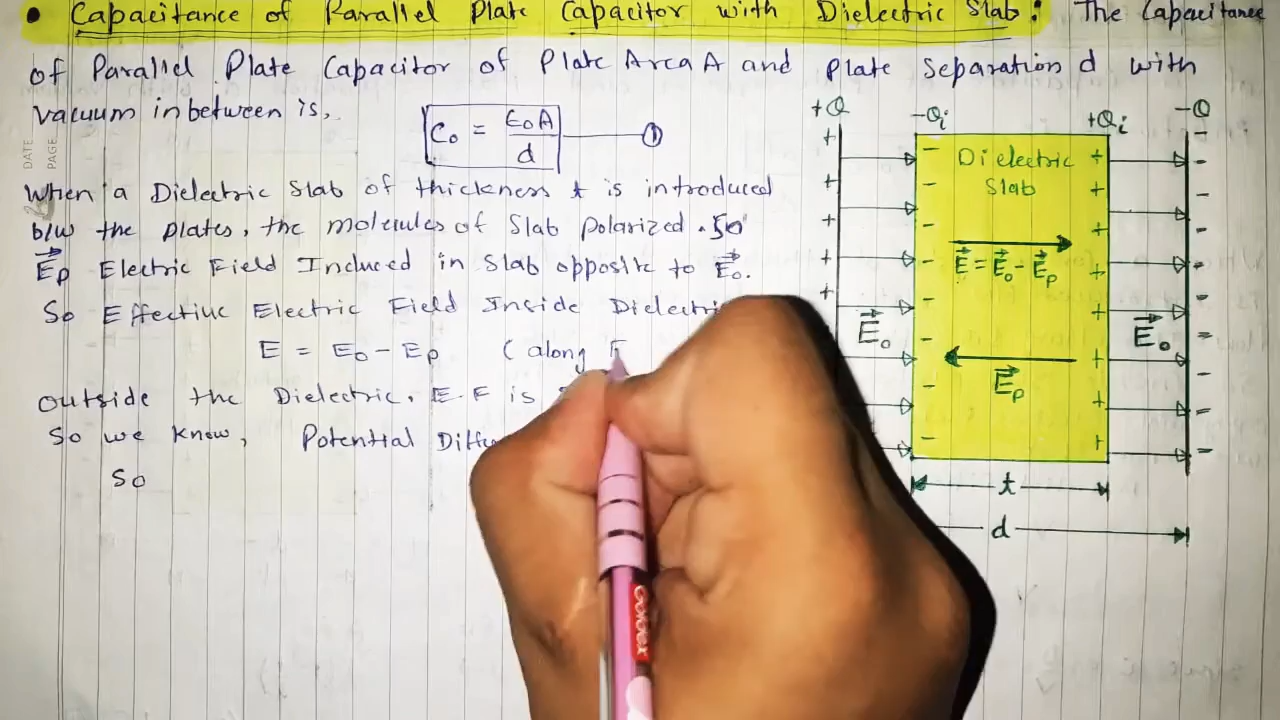 • Capacitance of Parallel Plate Capacitor with Dielectric Slab: The Capacitance
of Parallel Plate Capacitor of Plate Area A and Plate Separation d with
vacuum inbetween is,
C₀ = ε₀A / d ①
When a Dielectric Slab of thickness t is introduced
b/w the plates, the molecules of Slab Polarized. So
E⃗p Electric Field Induced in Slab opposite to E⃗₀.
So Effective Electric Field Inside
E = E₀ - Ep (along
outside the Dielectric. E.F is
So we know, Potential
So
+Q
-Qi
+Qi
-Q
Dielectric
Slab
E⃗ = E⃗₀ - E⃗p
E⃗₀
E⃗₀
E⃗p
t
d
DATE
PAGE
Goldex